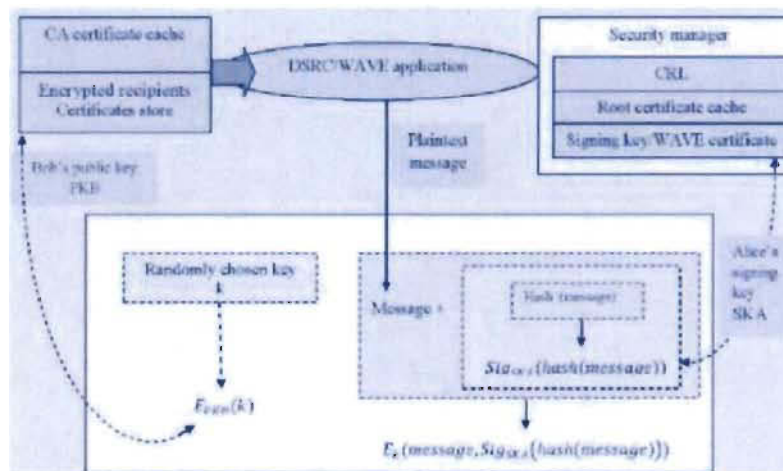 CA certificate cache
Encrypted recipients
Certificates store
DSRC/WAVE application
Security manager
CRL
Root certificate cache
Signing key/WAVE certificate
Plaintext
message
Bob's public key
PKB
Randomly chosen key
k
Message +
Hash (message)
Sig_SKA(hash(message))
Alice's
signing
key
SKA
E_PKB(k)
E_k(message,Sig_SKA(hash(message)))